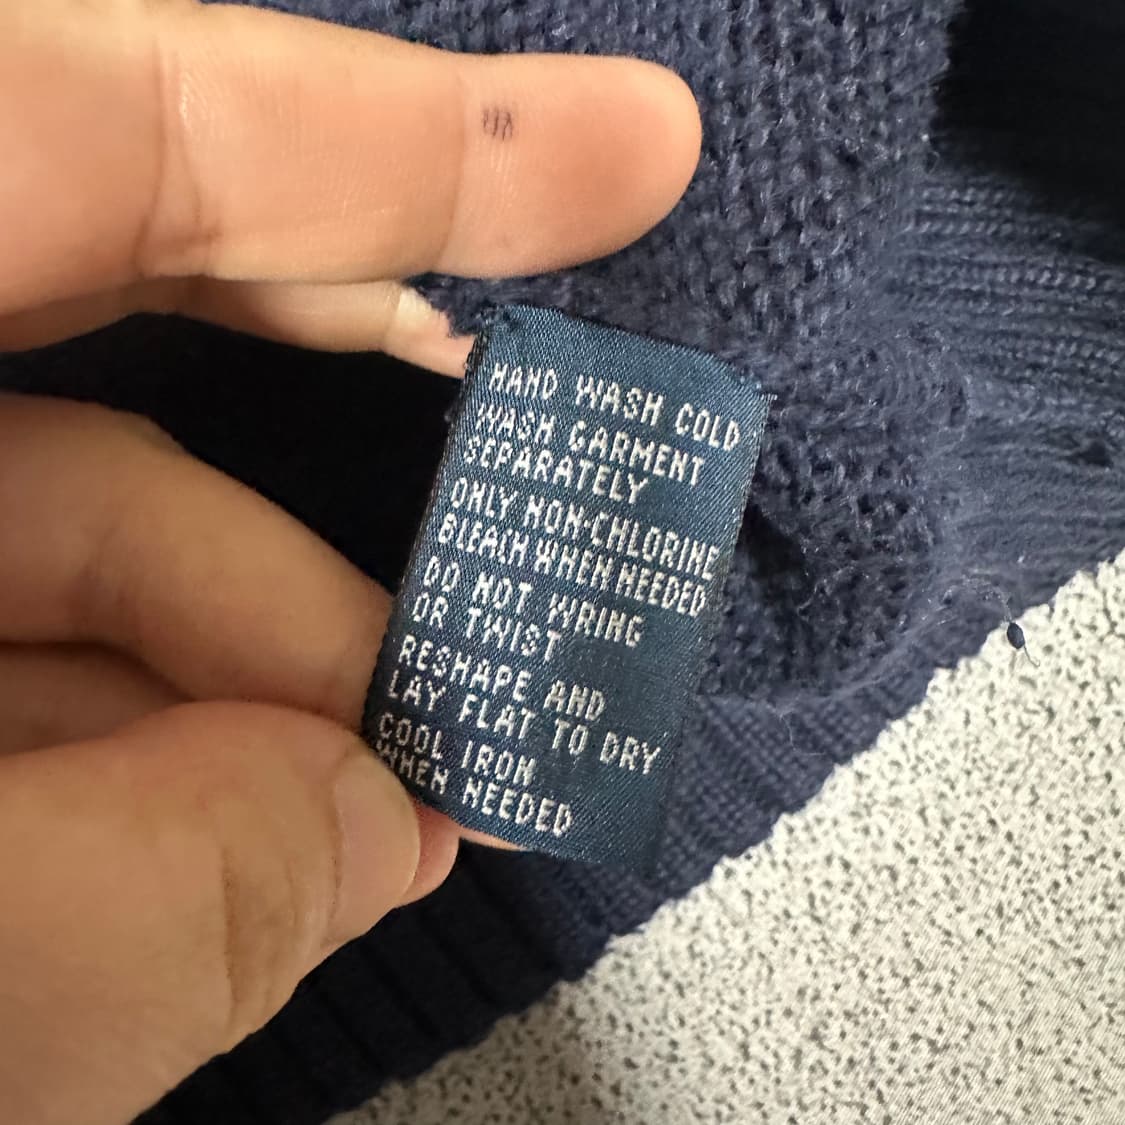 HAND WASH COLD
WASH GARMENT
SEPARATELY
ONLY NON-CHLORINE
BLEACH WHEN NEEDED
DO NOT WRING
OR TWIST
RESHAPE AND
LAY FLAT TO DRY
COOL IRON
WHEN NEEDED